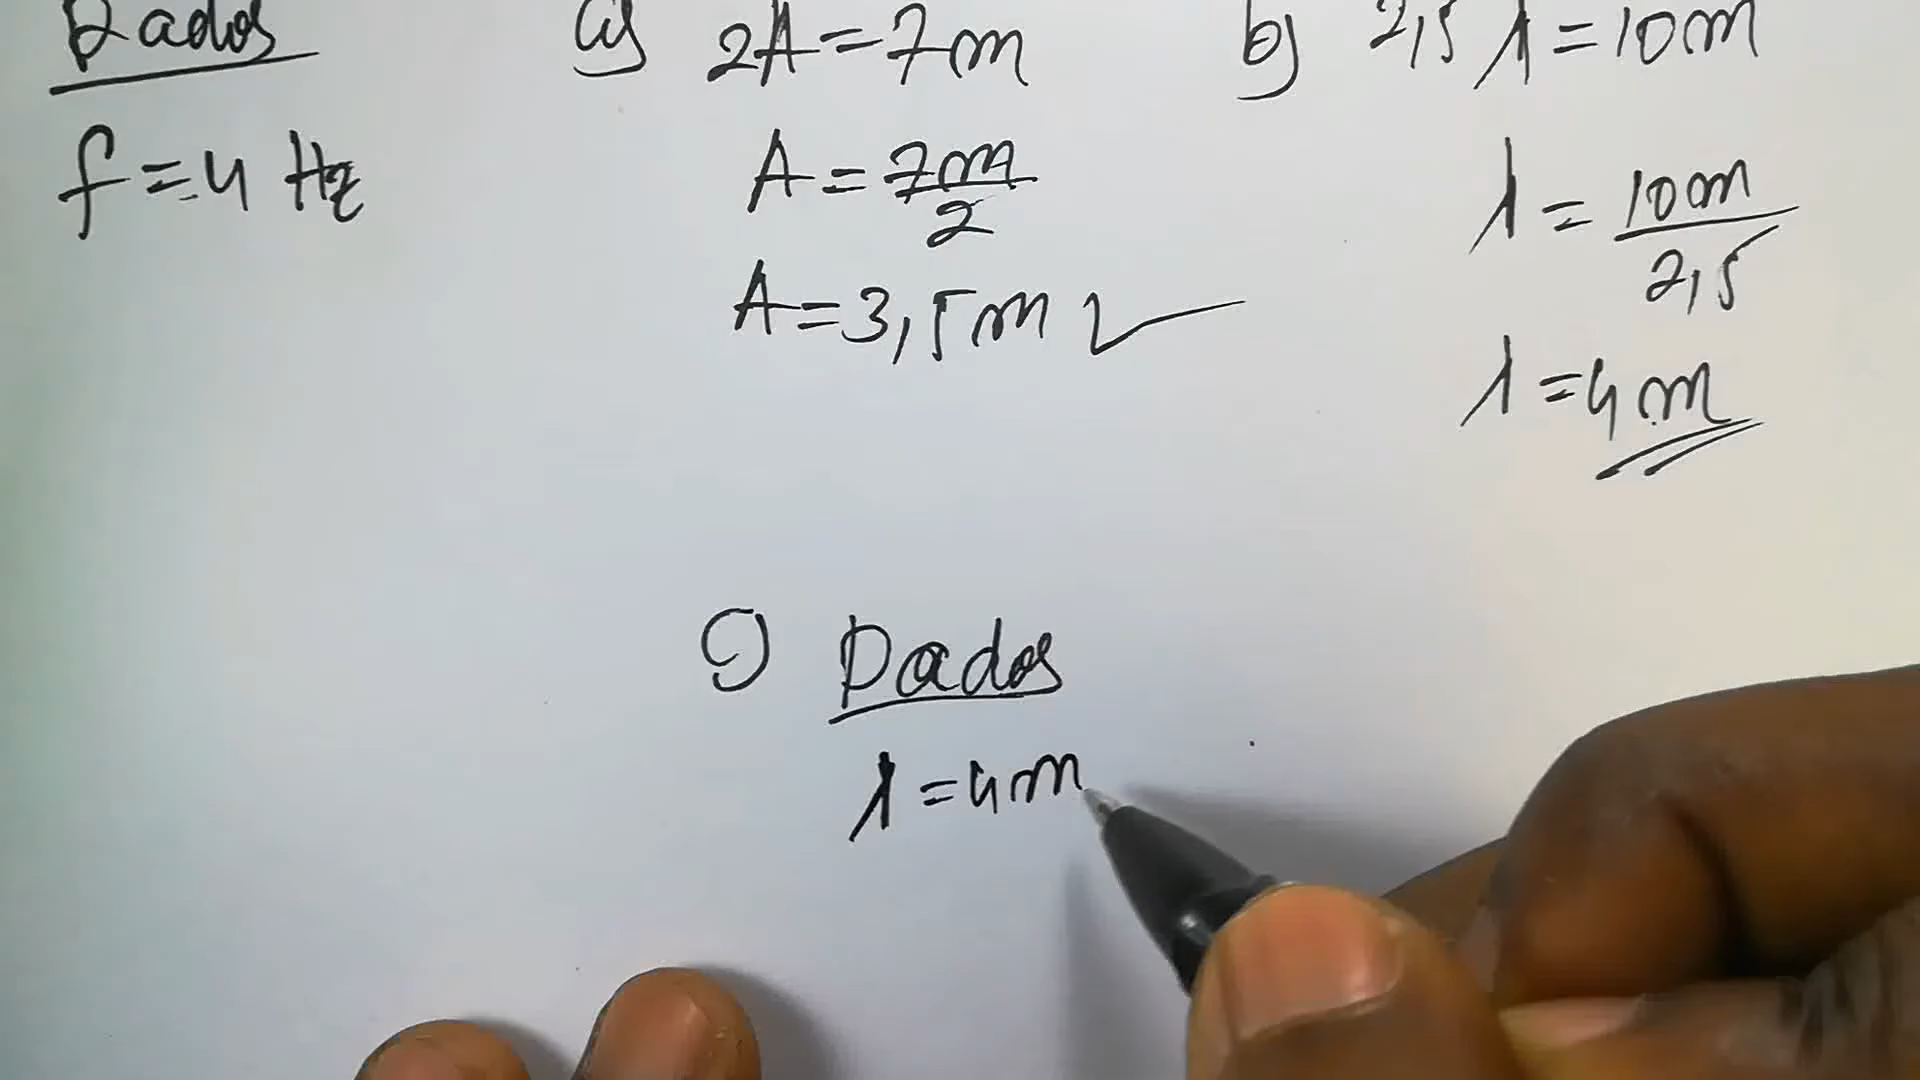 Dados
f = 4 Hz
a) 2A = 7m
A = 7m/2
A = 3,5m ✓
b) 2,5 λ = 10m
λ = 10m/2,5
λ = 4m
c) Dados
λ = 4m